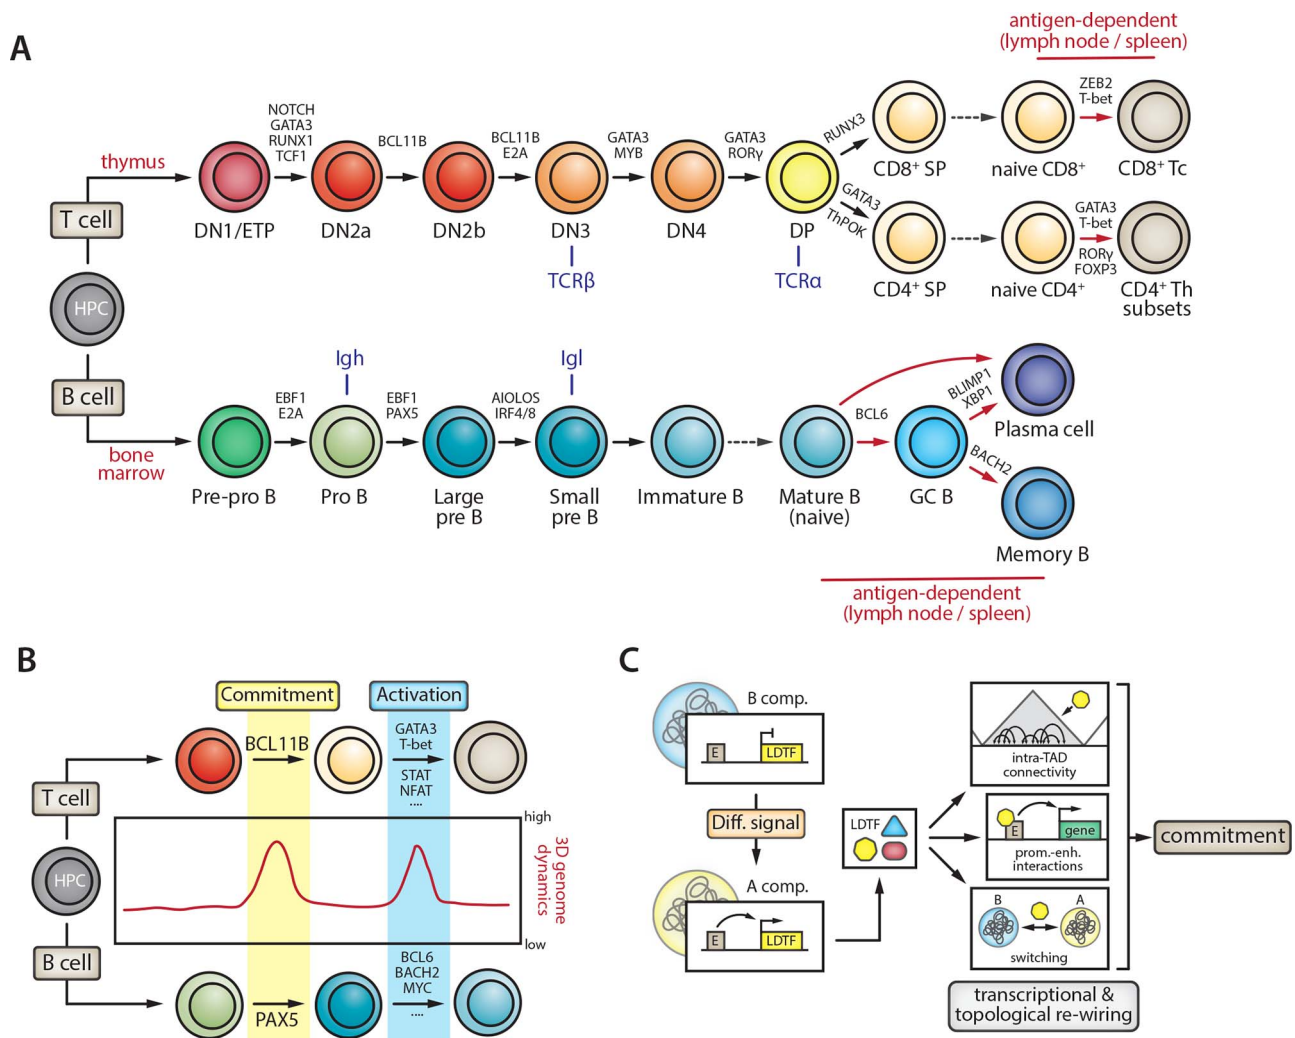 A
antigen-dependent
(lymph node / spleen)
NOTCH
GATA3
RUNX1
TCF1
BCL11B
BCL11B
E2A
GATA3
MYB
GATA3
RORγ
RUNX3
ZEB2
T-bet
thymus
T cell
DN1/ETP
DN2a
DN2b
DN3
DN4
DP
CD8⁺ SP
naive CD8⁺
CD8⁺ Tc
GATA3
ThPOK
GATA3
T-bet
RORγ
FOXP3
TCRβ
TCRα
CD4⁺ SP
naive CD4⁺
CD4⁺ Th
subsets
HPC
B cell
bone
marrow
Igh
Igl
EBF1
E2A
EBF1
PAX5
AIOLOS
IRF4/8
BCL6
BLIMP1
XBP1
BACH2
Plasma cell
Pre-pro B
Pro B
Large
pre B
Small
pre B
Immature B
Mature B
(naive)
GC B
Memory B
antigen-dependent
(lymph node / spleen)
B
Commitment
Activation
BCL11B
GATA3
T-bet
STAT
NFAT
....
T cell
HPC
B cell
high
3D genome
dynamics
low
PAX5
BCL6
BACH2
MYC
....
C
B comp.
E
LDTF
Diff. signal
A comp.
E
LDTF
LDTF
intra-TAD
connectivity
E
gene
prom.-enh.
interactions
B
A
switching
commitment
transcriptional &
topological re-wiring